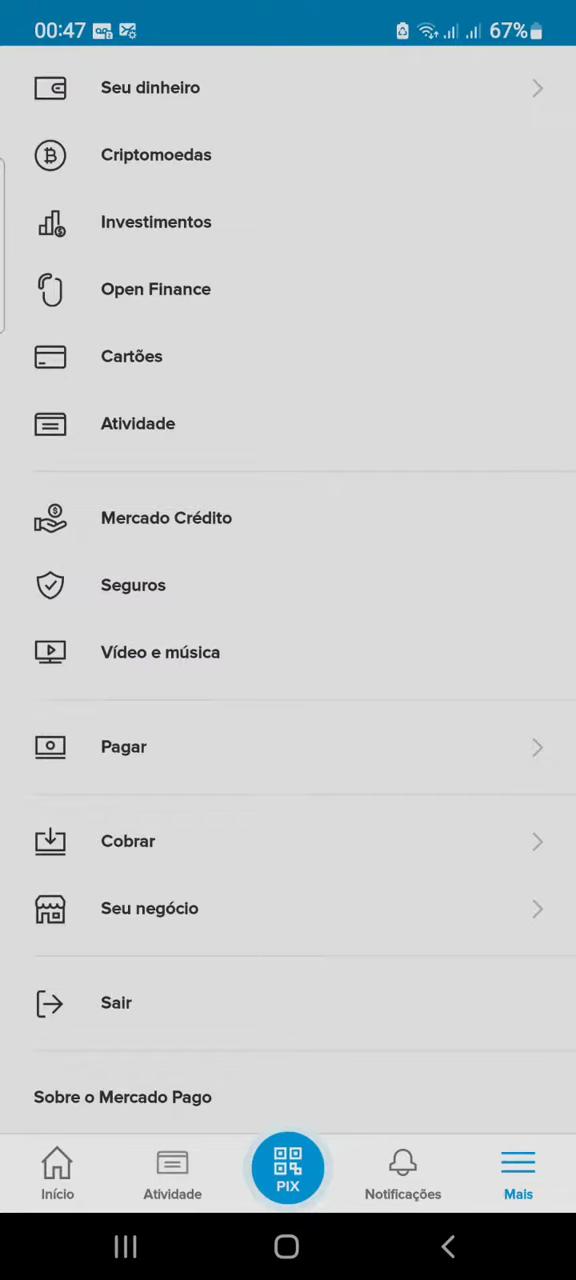 00:47
67%
Seu dinheiro
Criptomoedas
Investimentos
Open Finance
Cartões
Atividade
Mercado Crédito
Seguros
Vídeo e música
Pagar
Cobrar
Seu negócio
Sair
Sobre o Mercado Pago
Início
Atividade
PIX
Notificações
Mais